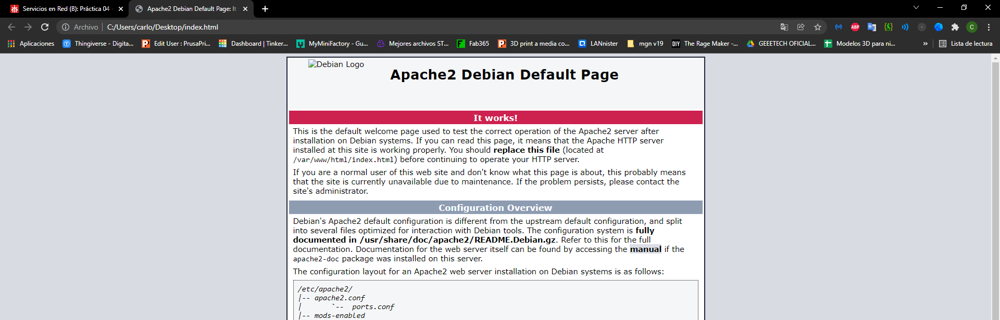 Servicios en Red (B): Práctica 04 -
Apache2 Debian Default Page: It
Archivo | C:/Users/carlo/Desktop/index.html
ABP
C
Aplicaciones
Thingiverse - Digita...
Edit User : PrusaPri...
Dashboard | Tinker...
MyMiniFactory - Gu...
Mejores archivos ST...
Fab365
3D print a media co...
LANnister
mgn v19
DIY
The Rage Maker -...
GEEETECH OFICIAL...
Modelos 3D para ni...
»
Lista de lectura
Debian Logo
Apache2 Debian Default Page
It works!
This is the default welcome page used to test the correct operation of the Apache2 server after
installation on Debian systems. If you can read this page, it means that the Apache HTTP server
installed at this site is working properly. You should replace this file (located at
/var/www/html/index.html) before continuing to operate your HTTP server.
If you are a normal user of this web site and don't know what this page is about, this probably means
that the site is currently unavailable due to maintenance. If the problem persists, please contact the
site's administrator.
Configuration Overview
Debian's Apache2 default configuration is different from the upstream default configuration, and split
into several files optimized for interaction with Debian tools. The configuration system is fully
documented in /usr/share/doc/apache2/README.Debian.gz. Refer to this for the full
documentation. Documentation for the web server itself can be found by accessing the manual if the
apache2-doc package was installed on this server.
The configuration layout for an Apache2 web server installation on Debian systems is as follows:
/etc/apache2/
|-- apache2.conf
|       `--  ports.conf
|-- mods-enabled